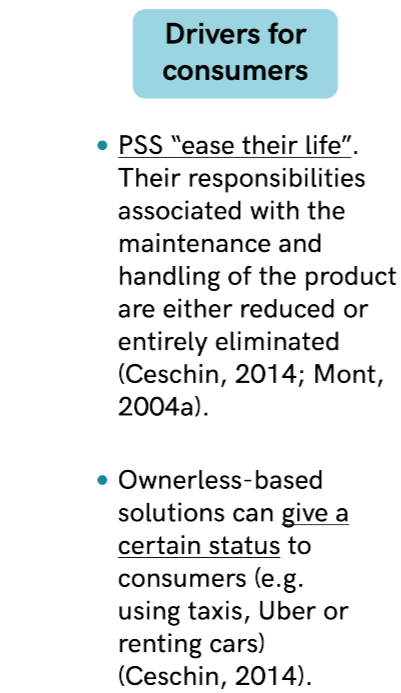 Drivers for
consumers
• PSS “ease their life”.
Their responsibilities
associated with the
maintenance and
handling of the product
are either reduced or
entirely eliminated
(Ceschin, 2014; Mont,
2004a).
• Ownerless-based
solutions can give a
certain status to
consumers (e.g.
using taxis, Uber or
renting cars)
(Ceschin, 2014).